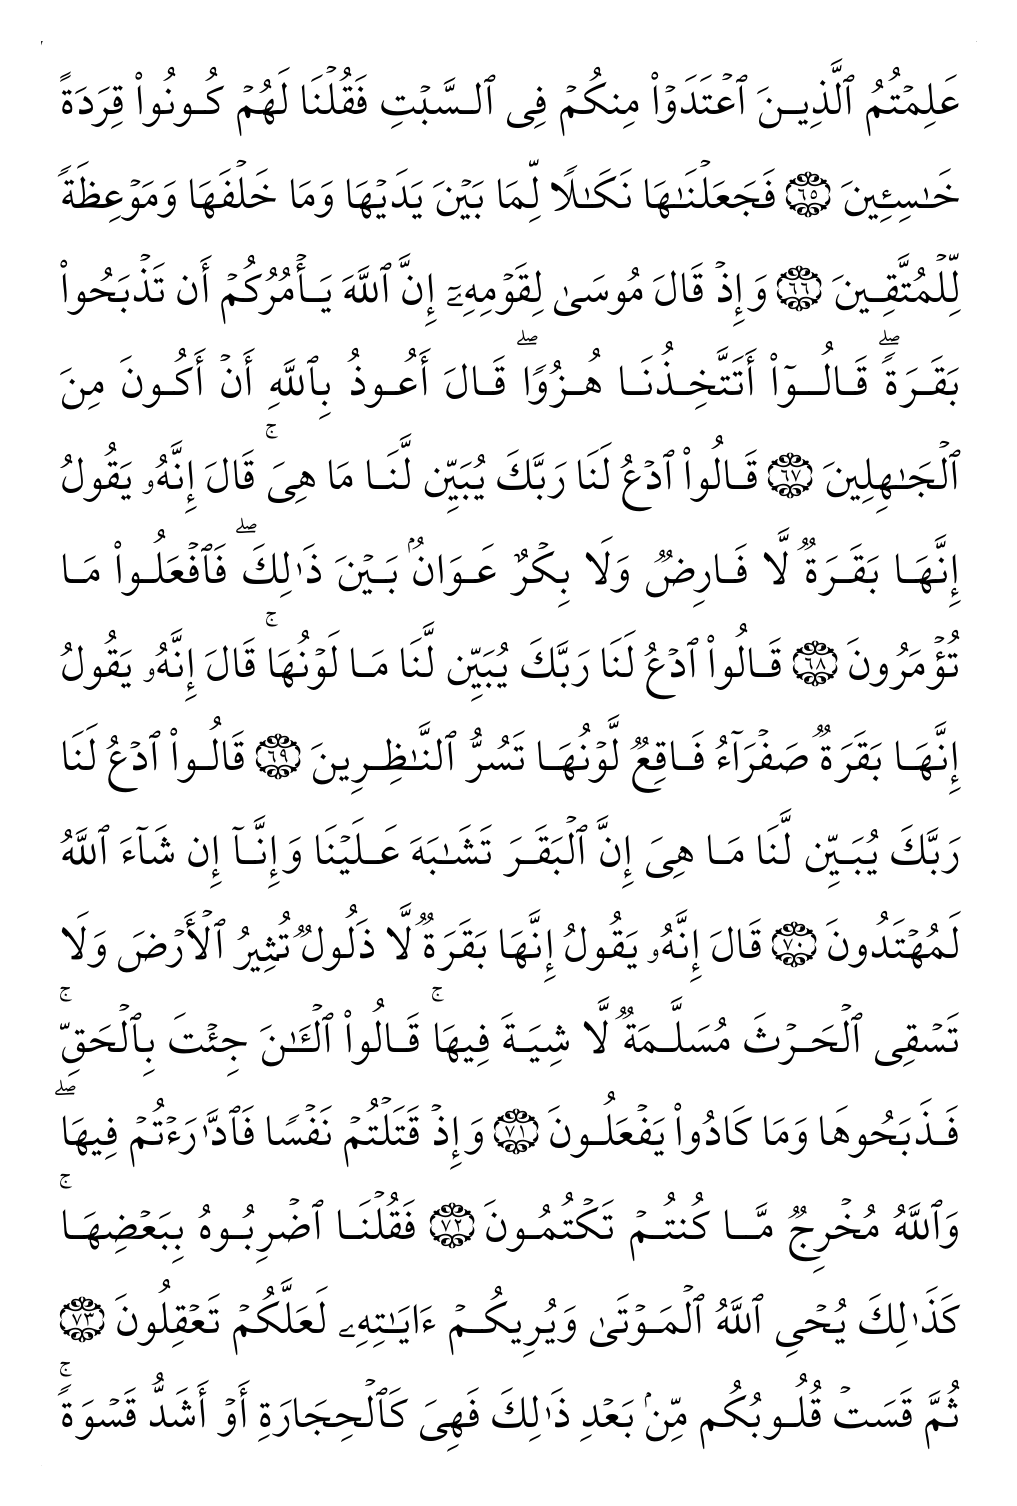 عَلِمۡتُمُ ٱلَّذِينَ ٱعۡتَدَوۡاْ مِنكُمۡ فِى ٱلسَّبۡتِ فَقُلۡنَا لَهُمۡ كُونُواْ قِرَدَةً
خَـٰسِـِٔينَ ٦٥ فَجَعَلۡنَـٰهَا نَكَـٰلًا لِّمَا بَيۡنَ يَدَيۡهَا وَمَا خَلۡفَهَا وَمَوۡعِظَةً
لِّلۡمُتَّقِينَ ٦٦ وَإِذۡ قَالَ مُوسَىٰ لِقَوۡمِهِۦٓ إِنَّ ٱللَّهَ يَأۡمُرُكُمۡ أَن تَذۡبَحُواْ
بَقَرَةًۖ قَالُوٓاْ أَتَتَّخِذُنَا هُزُوًاۖ قَالَ أَعُوذُ بِٱللَّهِ أَنۡ أَكُونَ مِنَ
ٱلۡجَـٰهِلِينَ ٦٧ قَالُواْ ٱدۡعُ لَنَا رَبَّكَ يُبَيِّن لَّنَا مَا هِىَۚ قَالَ إِنَّهُۥ يَقُولُ
إِنَّهَا بَقَرَةٌ لَّا فَارِضٌ وَلَا بِكۡرٌ عَوَانٌۢ بَيۡنَ ذَٰلِكَۖ فَٱفۡعَلُواْ مَا
تُؤۡمَرُونَ ٦٨ قَالُواْ ٱدۡعُ لَنَا رَبَّكَ يُبَيِّن لَّنَا مَا لَوۡنُهَاۚ قَالَ إِنَّهُۥ يَقُولُ
إِنَّهَا بَقَرَةٌ صَفۡرَآءُ فَاقِعٌ لَّوۡنُهَا تَسُرُّ ٱلنَّـٰظِرِينَ ٦٩ قَالُواْ ٱدۡعُ لَنَا
رَبَّكَ يُبَيِّن لَّنَا مَا هِىَ إِنَّ ٱلۡبَقَرَ تَشَـٰبَهَ عَلَيۡنَا وَإِنَّآ إِن شَآءَ ٱللَّهُ
لَمُهۡتَدُونَ ٧٠ قَالَ إِنَّهُۥ يَقُولُ إِنَّهَا بَقَرَةٌ لَّا ذَلُولٌ تُثِيرُ ٱلۡأَرۡضَ وَلَا
تَسۡقِى ٱلۡحَرۡثَ مُسَلَّمَةٌ لَّا شِيَةَ فِيهَاۚ قَالُواْ ٱلۡـَٔـٰنَ جِئۡتَ بِٱلۡحَقِّۚ
فَذَبَحُوهَا وَمَا كَادُواْ يَفۡعَلُونَ ٧١ وَإِذۡ قَتَلۡتُمۡ نَفۡسًا فَٱدَّٰرَٰٔتُمۡ فِيهَاۖ
وَٱللَّهُ مُخۡرِجٌ مَّا كُنتُمۡ تَكۡتُمُونَ ٧٢ فَقُلۡنَا ٱضۡرِبُوهُ بِبَعۡضِهَاۚ
كَذَٰلِكَ يُحۡىِ ٱللَّهُ ٱلۡمَوۡتَىٰ وَيُرِيكُمۡ ءَايَـٰتِهِۦ لَعَلَّكُمۡ تَعۡقِلُونَ ٧٣
ثُمَّ قَسَتۡ قُلُوبُكُم مِّنۢ بَعۡدِ ذَٰلِكَ فَهِىَ كَٱلۡحِجَارَةِ أَوۡ أَشَدُّ قَسۡوَةًۚ